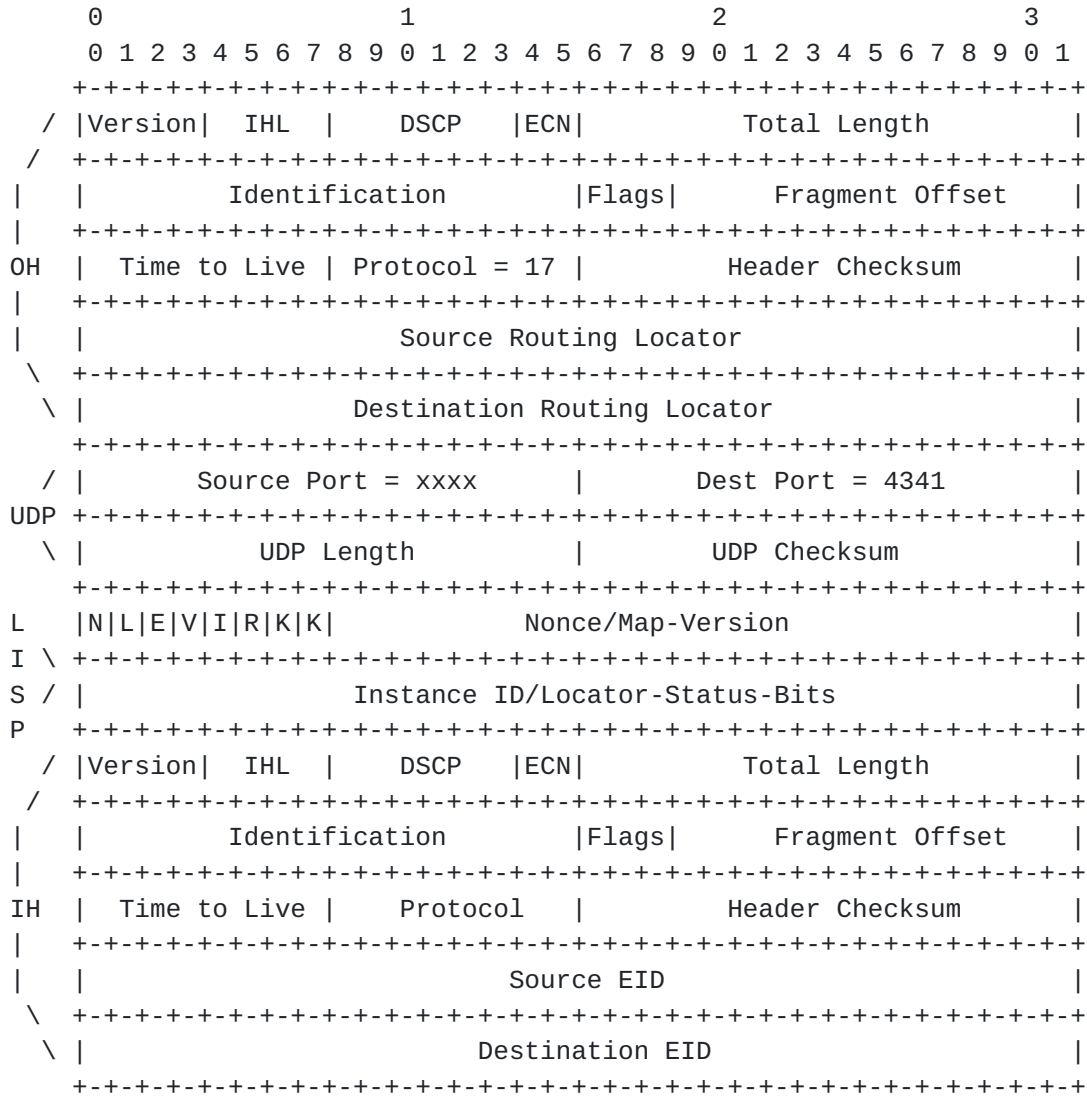 0                   1                   2                   3
      0 1 2 3 4 5 6 7 8 9 0 1 2 3 4 5 6 7 8 9 0 1 2 3 4 5 6 7 8 9 0 1
     +-+-+-+-+-+-+-+-+-+-+-+-+-+-+-+-+-+-+-+-+-+-+-+-+-+-+-+-+-+-+-+-+
   / |Version|  IHL  |    DSCP   |ECN|          Total Length         |
  /  +-+-+-+-+-+-+-+-+-+-+-+-+-+-+-+-+-+-+-+-+-+-+-+-+-+-+-+-+-+-+-+-+
 |   |         Identification        |Flags|      Fragment Offset    |
 |   +-+-+-+-+-+-+-+-+-+-+-+-+-+-+-+-+-+-+-+-+-+-+-+-+-+-+-+-+-+-+-+-+
 OH  |  Time to Live | Protocol = 17 |         Header Checksum       |
 |   +-+-+-+-+-+-+-+-+-+-+-+-+-+-+-+-+-+-+-+-+-+-+-+-+-+-+-+-+-+-+-+-+
 |   |                    Source Routing Locator                     |
  \  +-+-+-+-+-+-+-+-+-+-+-+-+-+-+-+-+-+-+-+-+-+-+-+-+-+-+-+-+-+-+-+-+
   \ |                 Destination Routing Locator                   |
     +-+-+-+-+-+-+-+-+-+-+-+-+-+-+-+-+-+-+-+-+-+-+-+-+-+-+-+-+-+-+-+-+
   / |       Source Port = xxxx      |       Dest Port = 4341        |
 UDP +-+-+-+-+-+-+-+-+-+-+-+-+-+-+-+-+-+-+-+-+-+-+-+-+-+-+-+-+-+-+-+-+
   \ |           UDP Length          |        UDP Checksum           |
     +-+-+-+-+-+-+-+-+-+-+-+-+-+-+-+-+-+-+-+-+-+-+-+-+-+-+-+-+-+-+-+-+
 L   |N|L|E|V|I|R|K|K|            Nonce/Map-Version                  |
 I \ +-+-+-+-+-+-+-+-+-+-+-+-+-+-+-+-+-+-+-+-+-+-+-+-+-+-+-+-+-+-+-+-+
 S / |                 Instance ID/Locator-Status-Bits               |
 P   +-+-+-+-+-+-+-+-+-+-+-+-+-+-+-+-+-+-+-+-+-+-+-+-+-+-+-+-+-+-+-+-+
   / |Version|  IHL  |    DSCP   |ECN|          Total Length         |
  /  +-+-+-+-+-+-+-+-+-+-+-+-+-+-+-+-+-+-+-+-+-+-+-+-+-+-+-+-+-+-+-+-+
 |   |         Identification        |Flags|      Fragment Offset    |
 |   +-+-+-+-+-+-+-+-+-+-+-+-+-+-+-+-+-+-+-+-+-+-+-+-+-+-+-+-+-+-+-+-+
 IH  |  Time to Live |    Protocol   |         Header Checksum       |
 |   +-+-+-+-+-+-+-+-+-+-+-+-+-+-+-+-+-+-+-+-+-+-+-+-+-+-+-+-+-+-+-+-+
 |   |                           Source EID                          |
  \  +-+-+-+-+-+-+-+-+-+-+-+-+-+-+-+-+-+-+-+-+-+-+-+-+-+-+-+-+-+-+-+-+
   \ |                         Destination EID                       |
     +-+-+-+-+-+-+-+-+-+-+-+-+-+-+-+-+-+-+-+-+-+-+-+-+-+-+-+-+-+-+-+-+